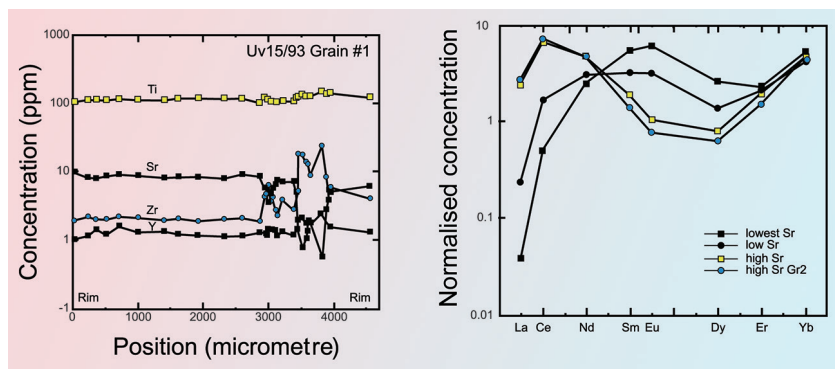 Uv15/93 Grain #1
1000
100
10
1
-1
Concentration (ppm)
Ti
Sr
Zr
Y
Rim
Rim
0
1000
2000
3000
4000
Position (micrometre)
10
1
0.1
0.01
Normalised concentration
lowest Sr
low Sr
high Sr
high Sr Gr2
La Ce Nd Sm Eu Dy Er Yb